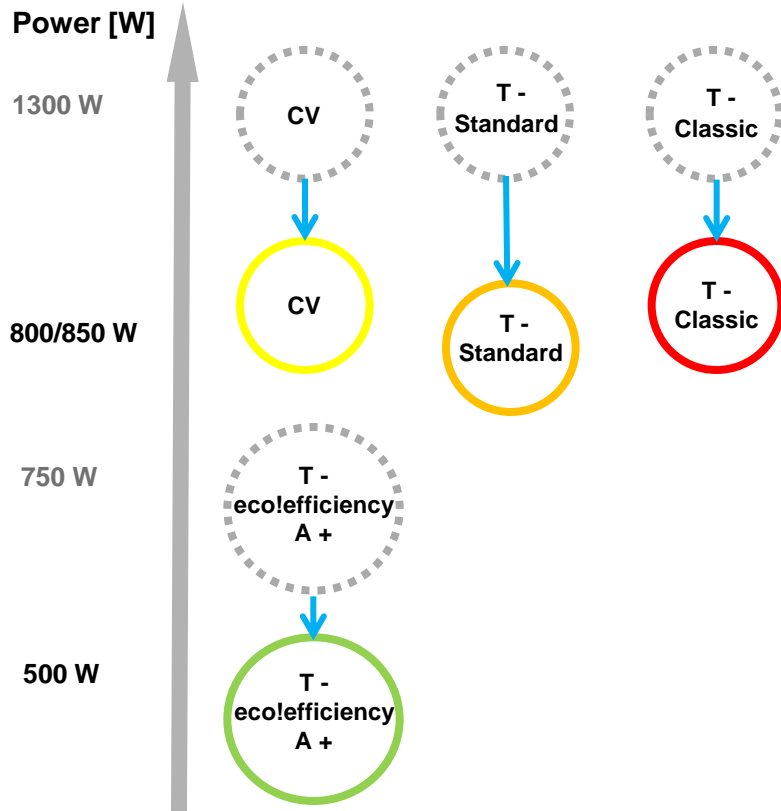 Power [W]
1300 W
CV
T -
Standard
T -
Classic
800/850 W
CV
T -
Standard
T -
Classic
750 W
T -
eco!efficiency
A +
500 W
T -
eco!efficiency
A +